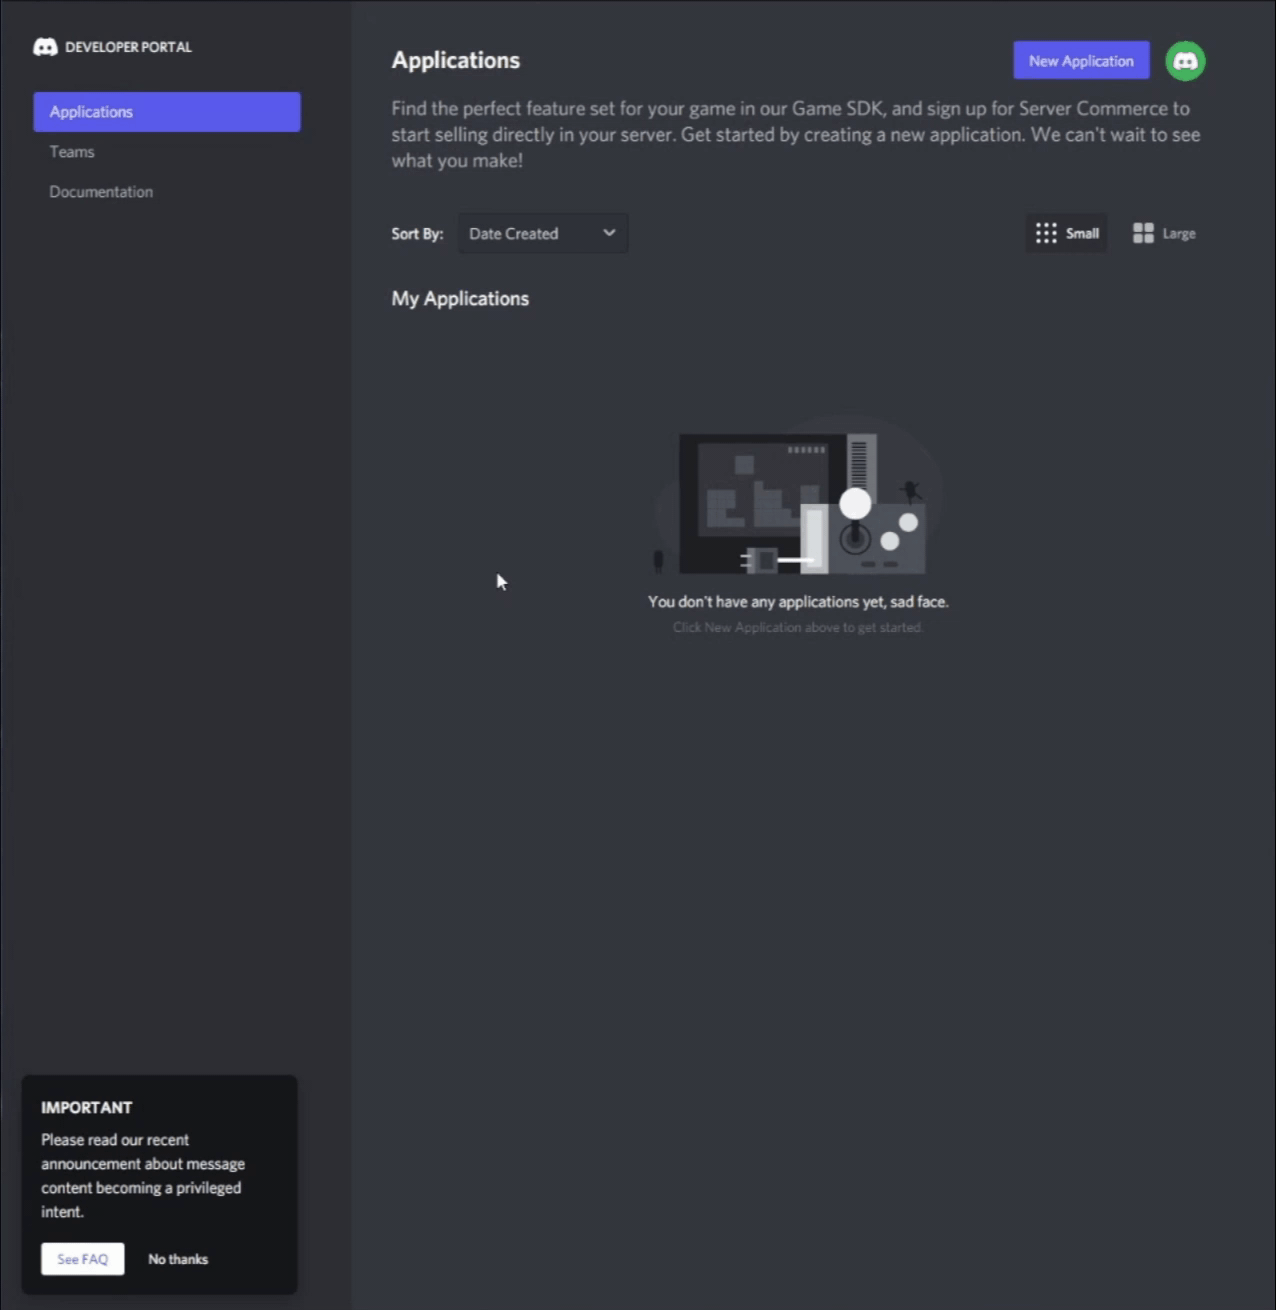 DEVELOPER PORTAL
Applications
Teams
Documentation
Applications
New Application
Find the perfect feature set for your game in our Game SDK, and sign up for Server Commerce to
start selling directly in your server. Get started by creating a new application. We can't wait to see
what you make!
Sort By:
Date Created
Small
Large
My Applications
You don't have any applications yet, sad face.
Click New Application above to get started.
IMPORTANT
Please read our recent
announcement about message
content becoming a privileged
intent.
See FAQ
No thanks